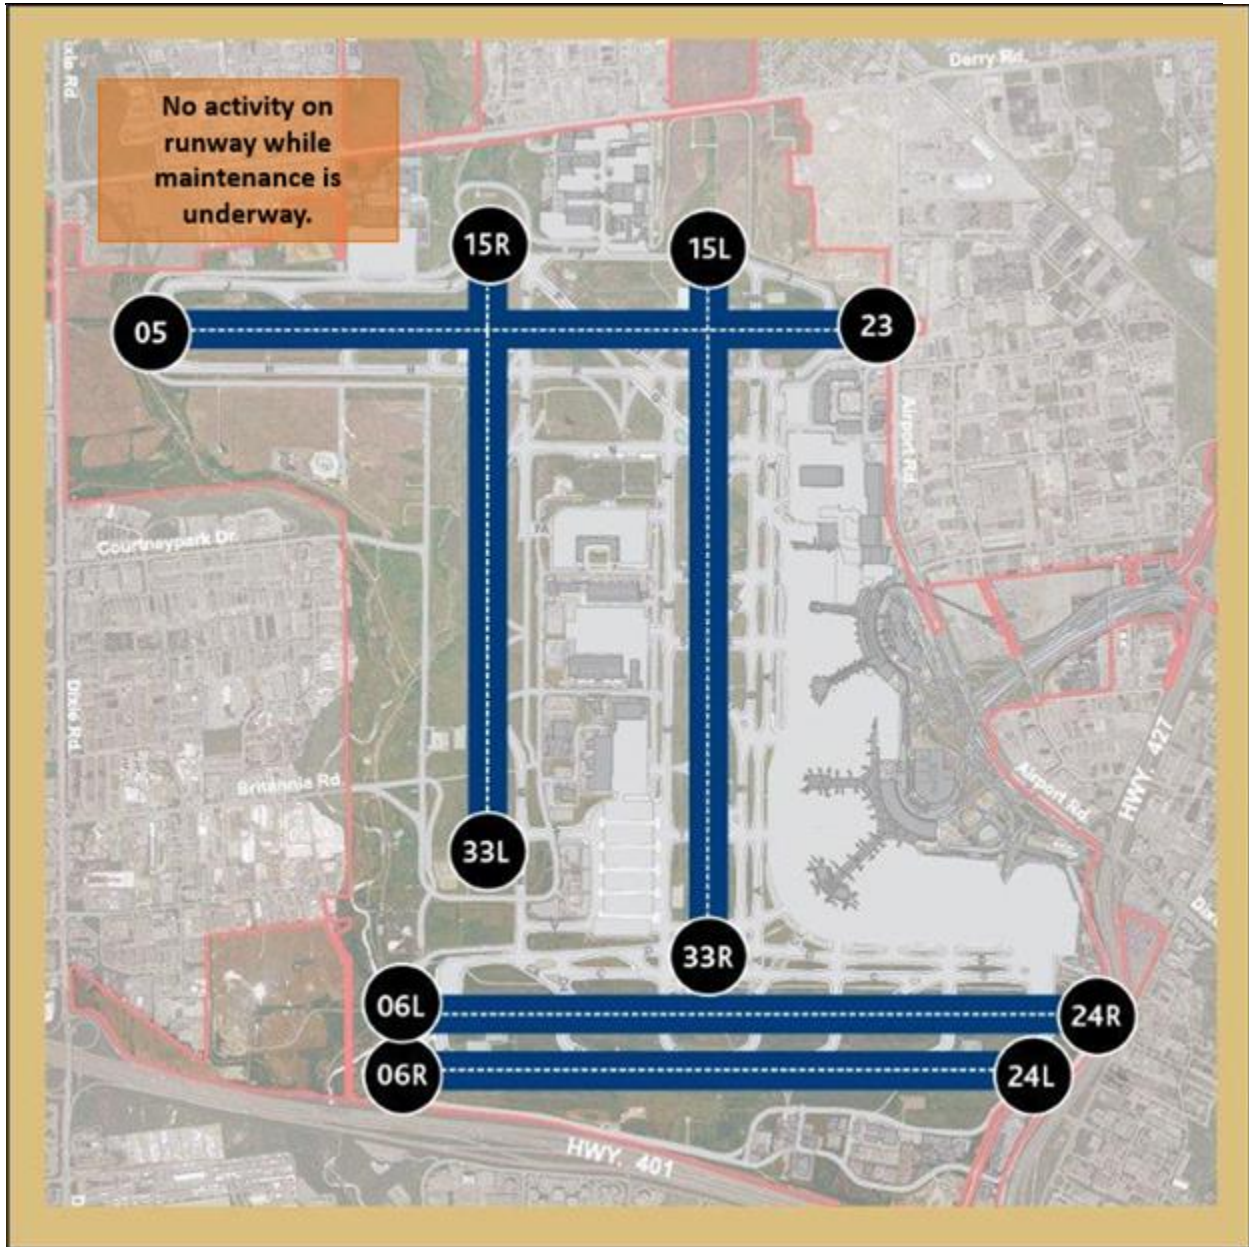 Derry Rd.
No activity on
runway while
maintenance is
underway.
15R
15L
05
23
Airport Rd.
Courtneypark Dr.
Dixie Rd.
Britannia Rd.
HWY. 427
Airport Rd.
33L
33R
06L
24R
06R
24L
HWY. 401